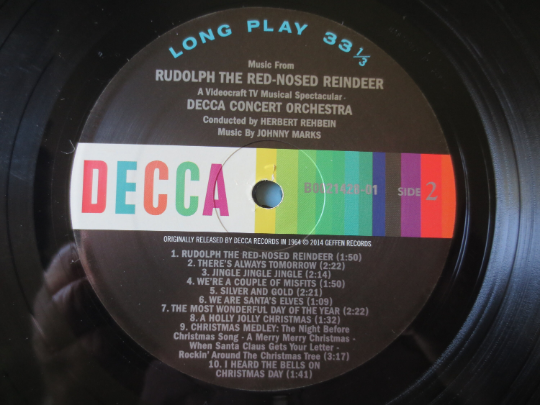 LONG PLAY 33 1/3
Music From
RUDOLPH THE RED-NOSED REINDEER
A Videocraft TV Musical Spectacular
DECCA CONCERT ORCHESTRA
Conducted by HERBERT REHBEIN
Music By JOHNNY MARKS
DECCA
SIDE 2
ORIGINALLY RELEASED BY DECCA RECORDS IN 1964 © 2014 GEFFEN RECORDS
1. RUDOLPH THE RED-NOSED REINDEER (1:50)
2. THERE'S ALWAYS TOMORROW (2:22)
3. JINGLE JINGLE JINGLE (2:14)
4. WE'RE A COUPLE OF MISFITS (1:50)
5. SILVER AND GOLD (2:21)
6. WE ARE SANTA'S ELVES (1:09)
7. THE MOST WONDERFUL DAY OF THE YEAR (2:22)
8. A HOLLY JOLLY CHRISTMAS (1:32)
9. CHRISTMAS MEDLEY: The Night Before
Christmas Song - A Merry Merry Christmas -
When Santa Claus Gets Your Letter -
Rockin' Around The Christmas Tree (3:17)
10. I HEARD THE BELLS ON
CHRISTMAS DAY (1:41)